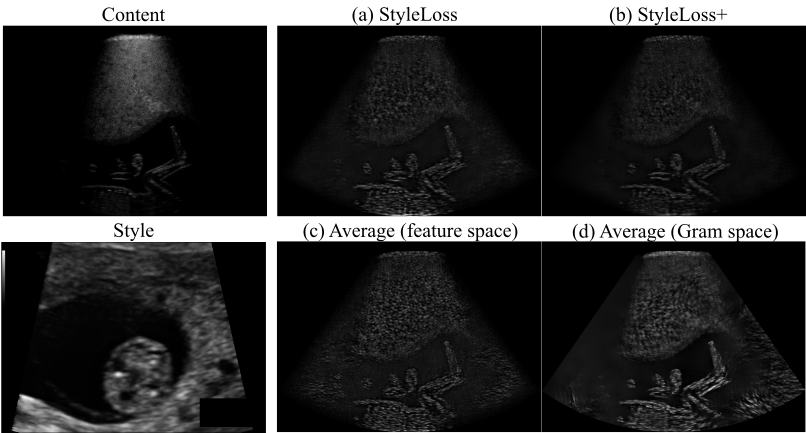 Content
(a) StyleLoss
(b) StyleLoss+
Style
(c) Average (feature space)
(d) Average (Gram space)